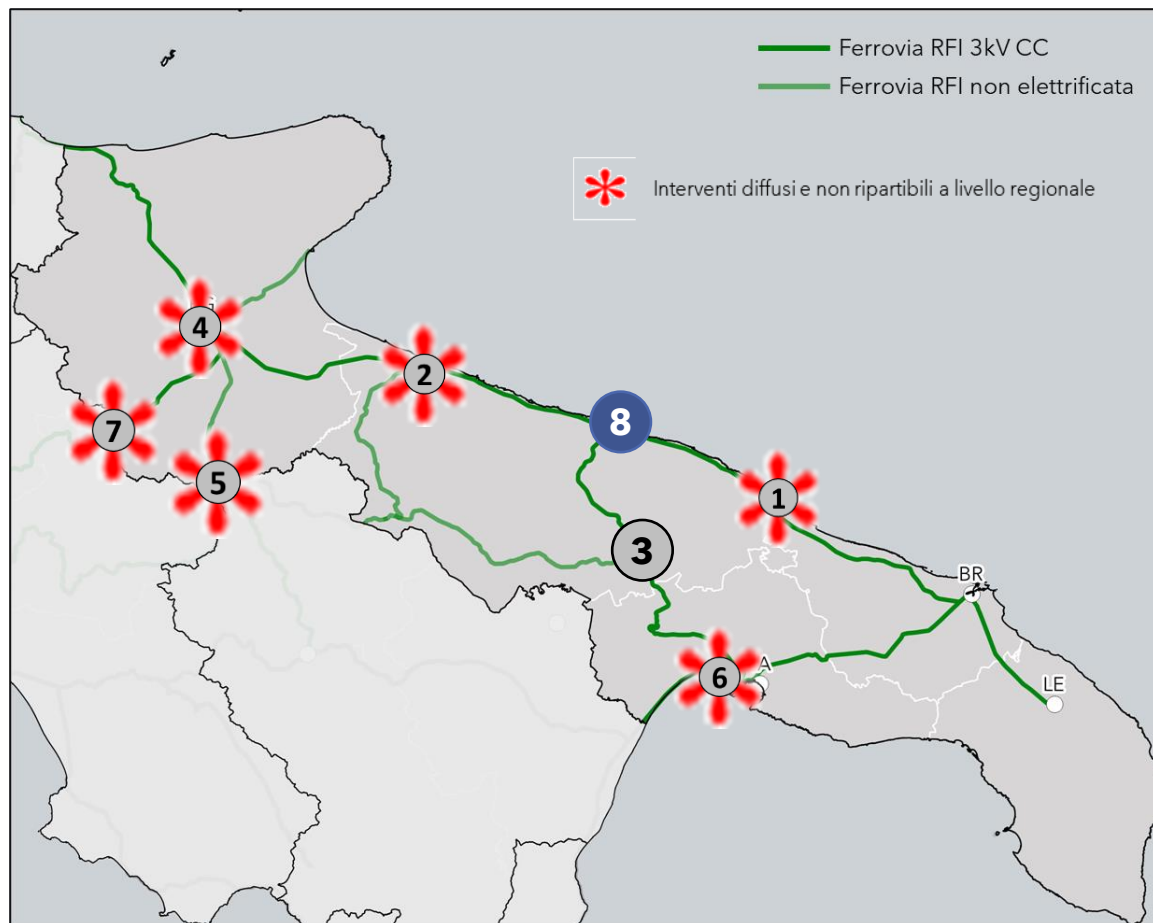 Ferrovia RFI 3kV CC
Ferrovia RFI non elettrificata
Interventi diffusi e non ripartibili a livello regionale
4
2
8
7
5
1
3
BR
6
A
LE